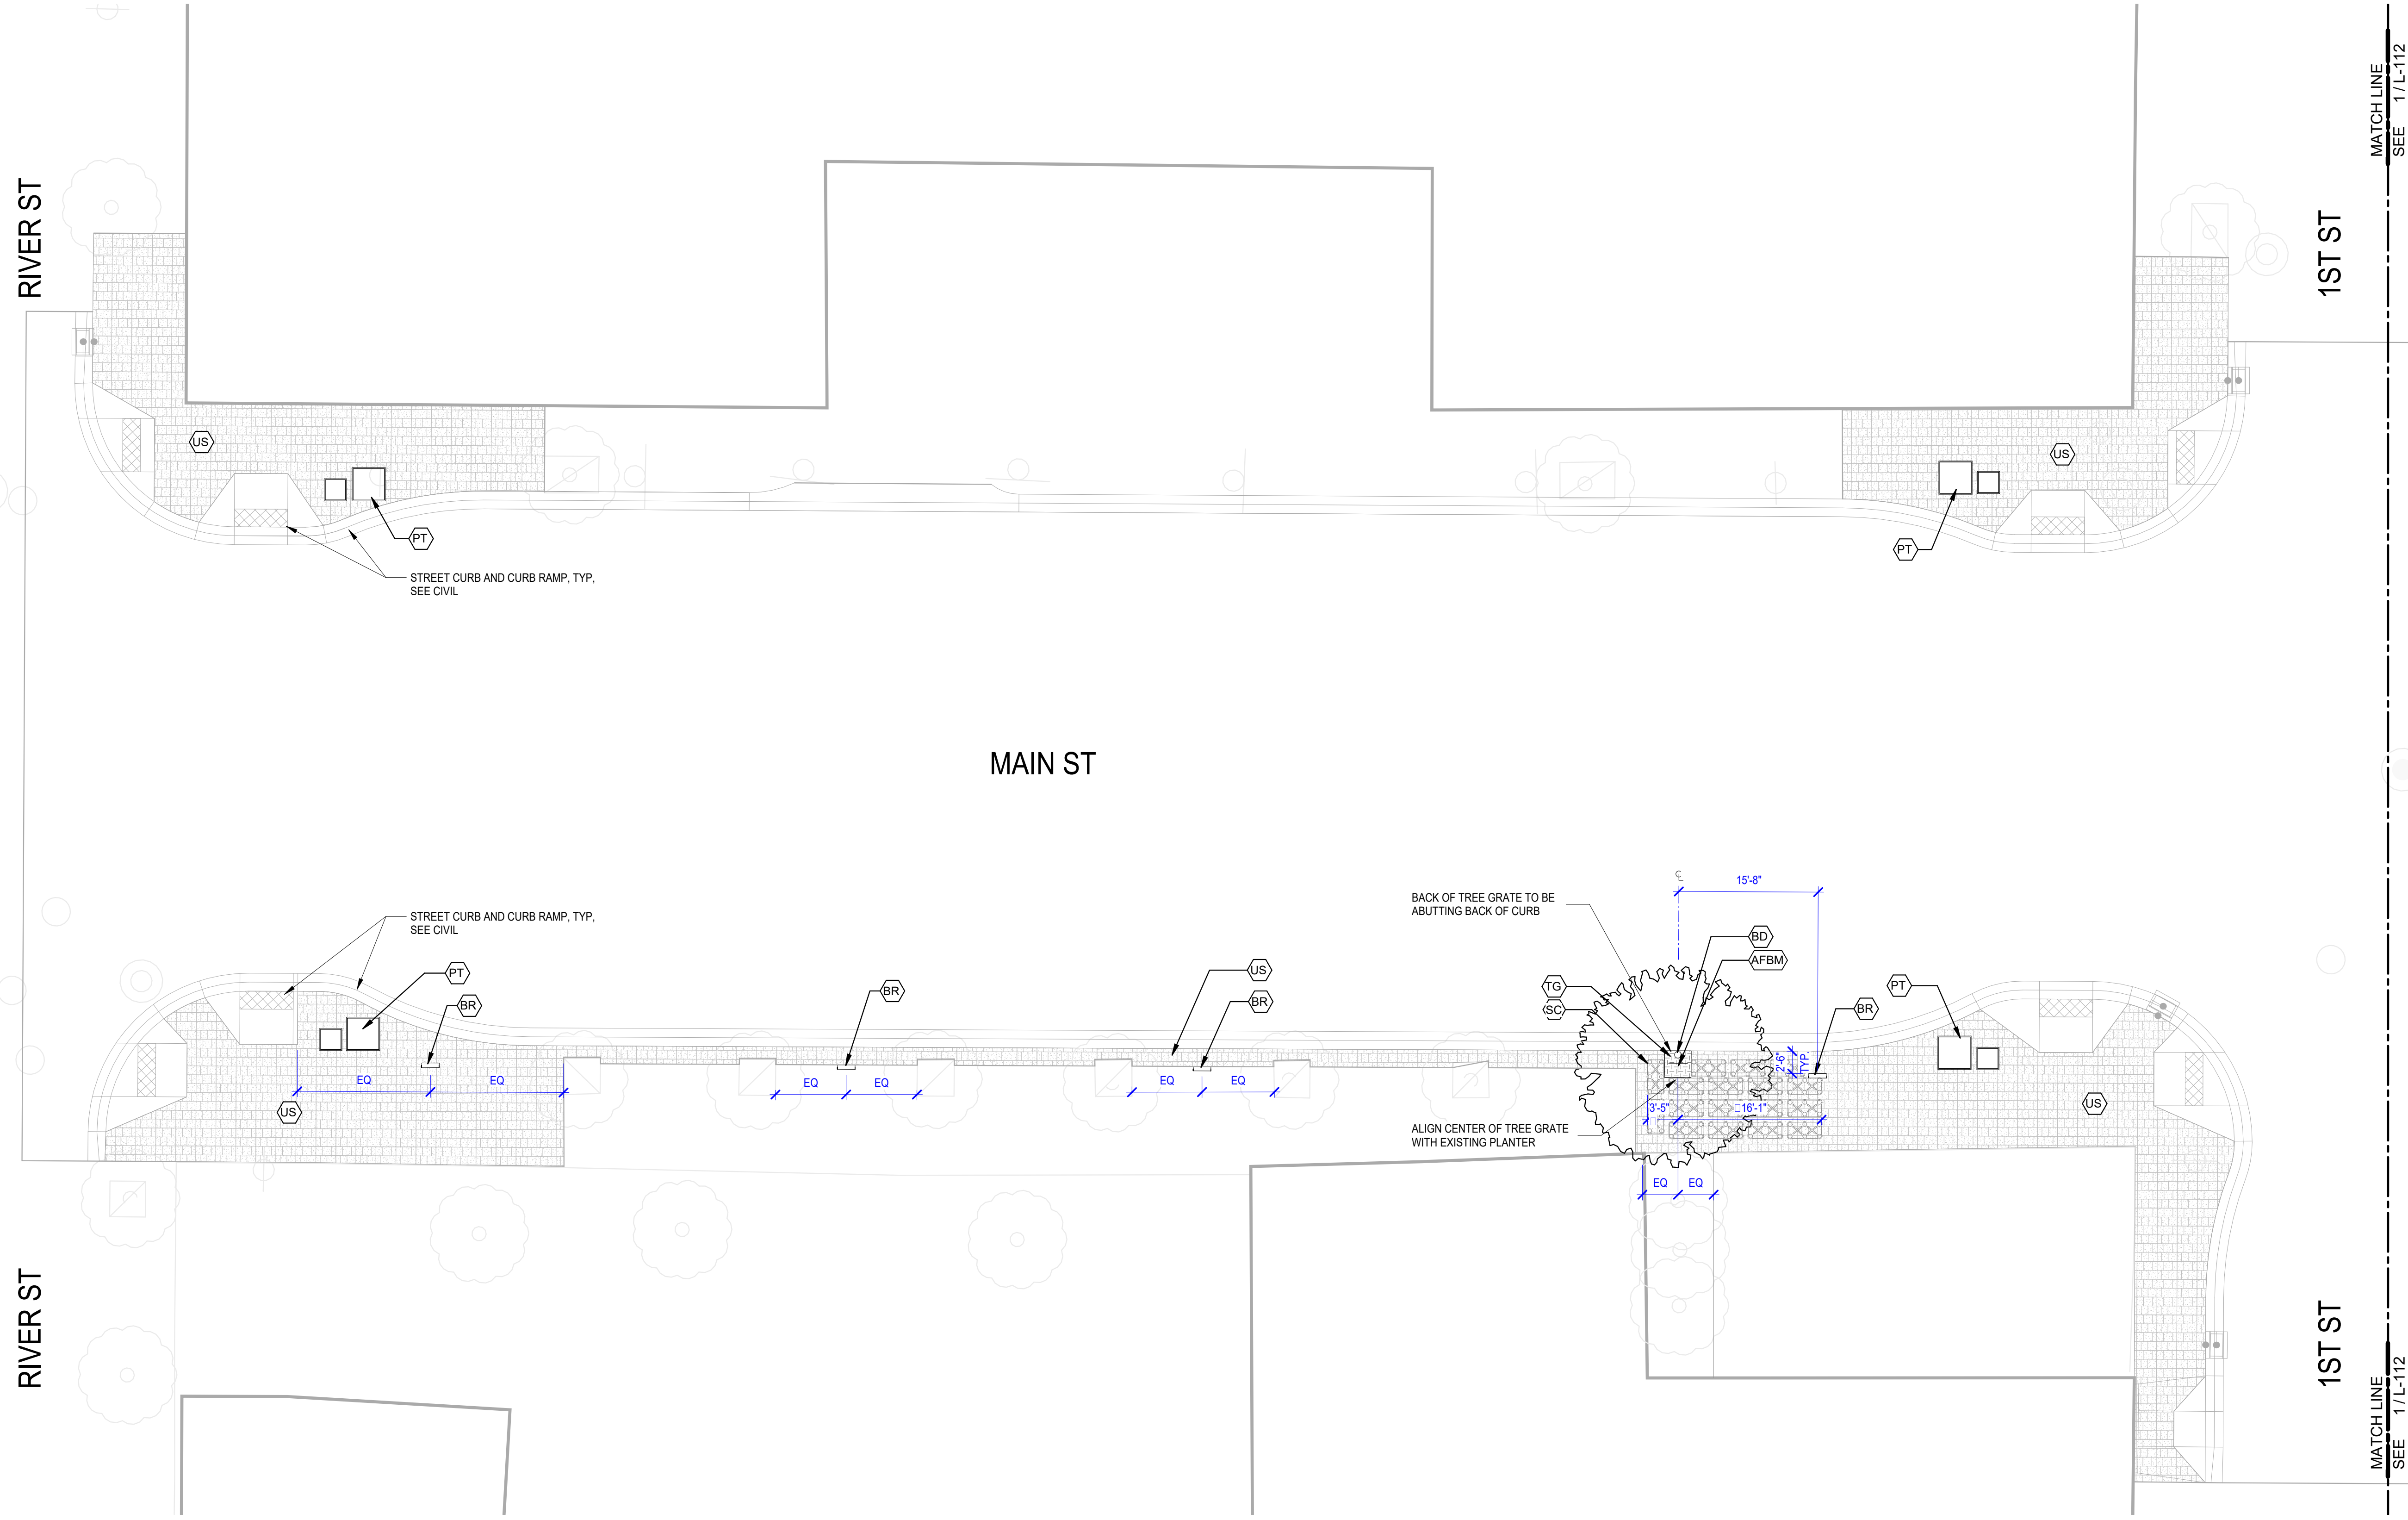 MATCH LINE
SEE 1 / L-112
RIVER ST
1ST ST
US
US
PT
PT
STREET CURB AND CURB RAMP, TYP,
SEE CIVIL
MAIN ST
℄
15'-8"
BACK OF TREE GRATE TO BE
ABUTTING BACK OF CURB
STREET CURB AND CURB RAMP, TYP,
SEE CIVIL
BD
AFBM
PT
BR
BR
US
BR
TG
SC
PT
BR
2'-6"
TYP.
EQ EQ
EQ EQ
EQ EQ
3'-5"
16'-1"
US
US
ALIGN CENTER OF TREE GRATE
WITH EXISTING PLANTER
EQ EQ
RIVER ST
1ST ST
MATCH LINE
SEE 1 / L-112